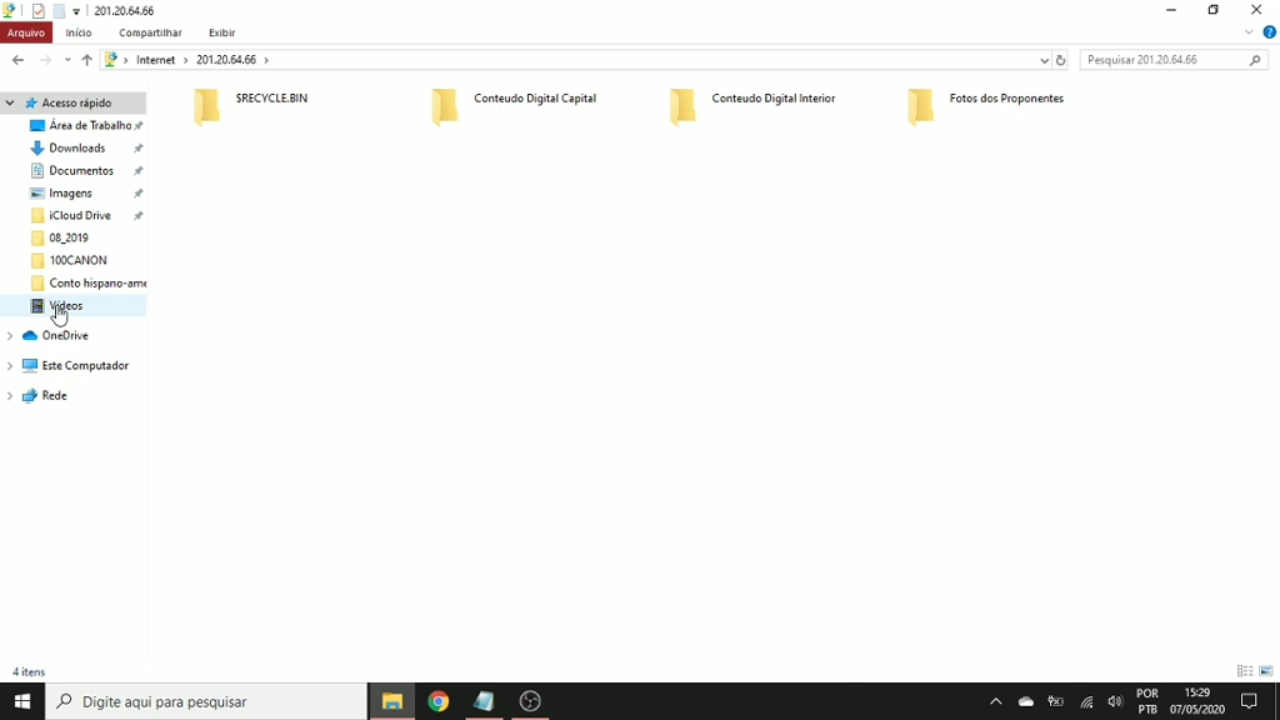 201.20.64.66
Arquivo Início Compartilhar Exibir
Internet 201.20.64.66
Pesquisar 201.20.64.66
Acesso rápido
Área de Trabalho
Downloads
Documentos
Imagens
iCloud Drive
08_2019
100CANON
Conto hispano-ame
Vídeos
OneDrive
Este Computador
Rede
$RECYCLE.BIN
Conteudo Digital Capital
Conteudo Digital Interior
Fotos dos Proponentes
4 itens
Digite aqui para pesquisar
POR
PTB
15:29
07/05/2020